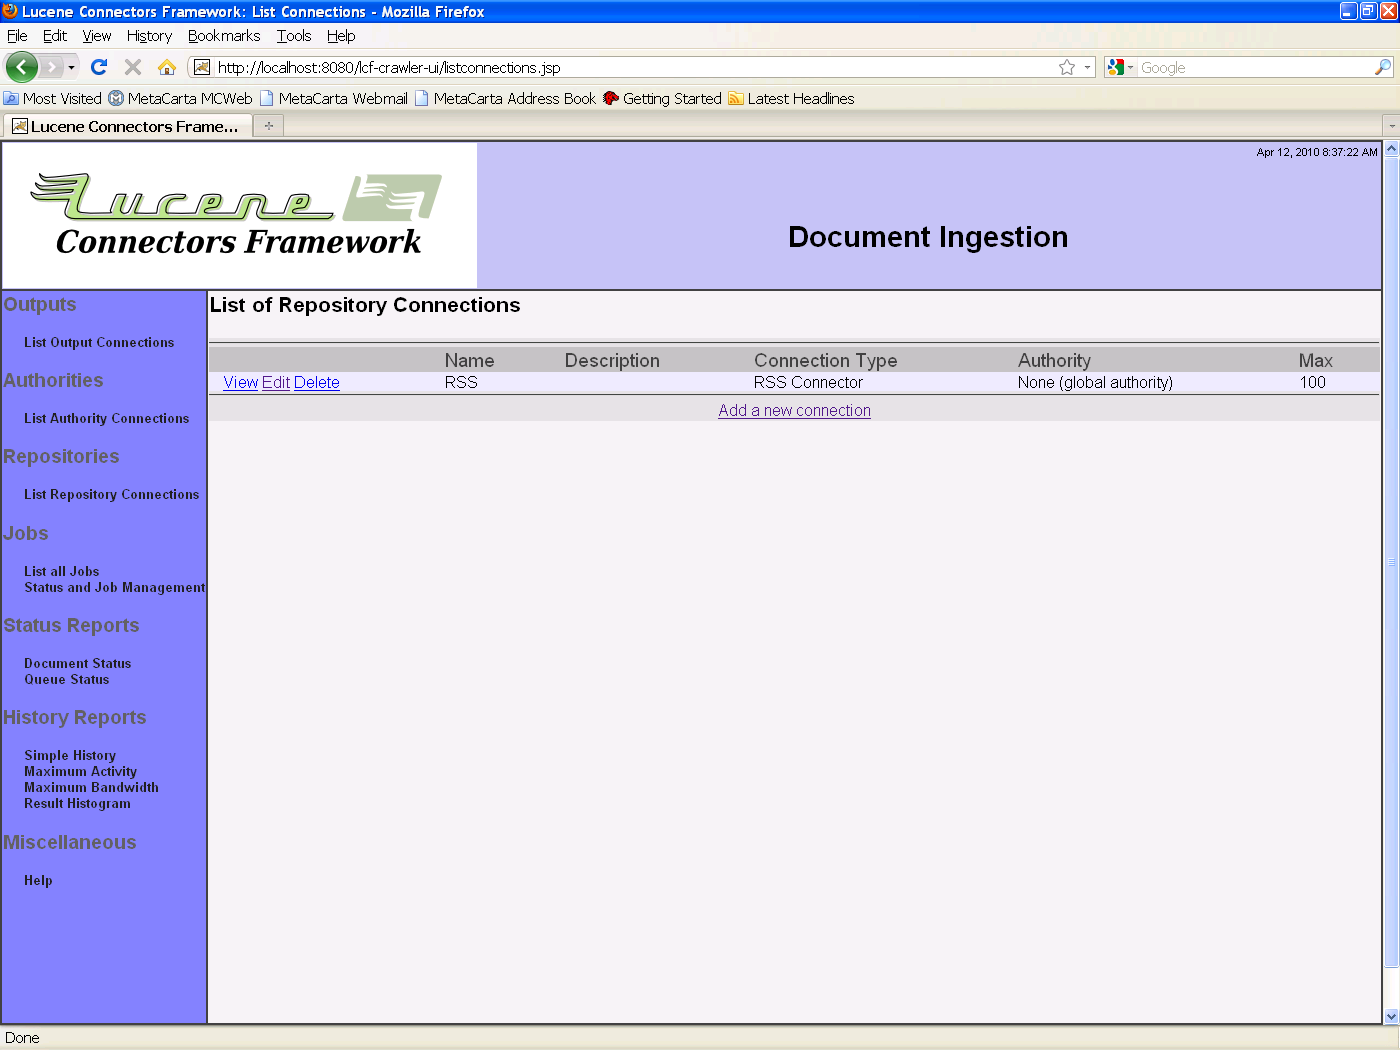 Lucene Connectors Framework: List Connections - Mozilla Firefox
File Edit View History Bookmarks Tools Help
http://localhost:8080/lcf-crawler-ui/listconnections.jsp Google
Most Visited MetaCarta MCWeb MetaCarta Webmail MetaCarta Address Book Getting Started Latest Headlines
Lucene Connectors Frame...
Apr 12, 2010 8:37:22 AM
Lucene
Connectors Framework
Document Ingestion
Outputs
List Output Connections
Authorities
List Authority Connections
Repositories
List Repository Connections
Jobs
List all Jobs
Status and Job Management
Status Reports
Document Status
Queue Status
History Reports
Simple History
Maximum Activity
Maximum Bandwidth
Result Histogram
Miscellaneous
Help
List of Repository Connections
Name Description Connection Type Authority Max
View Edit Delete RSS RSS Connector None (global authority) 100
Add a new connection
Done